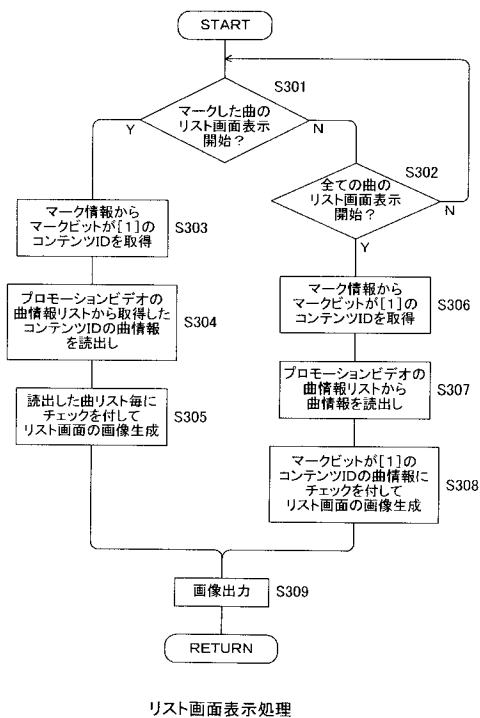 START
S301
マークした曲の
リスト画面表示
開始？
Y
N
S302
全ての曲の
リスト画面表示
開始？
N
Y
マーク情報から
マークビットが[1]の
コンテンツIDを取得
S303
プロモーションビデオの
曲情報リストから取得した
コンテンツIDの曲情報
を読出し
S304
読出した曲リスト毎に
チェックを付して
リスト画面の画像生成
S305
マーク情報から
マークビットが[1]の
コンテンツIDを取得
S306
プロモーションビデオの
曲情報リストから
曲情報を読出し
S307
マークビットが[1]の
コンテンツIDの曲情報に
チェックを付して
リスト画面の画像生成
S308
画像出力
S309
RETURN
リスト画面表示処理